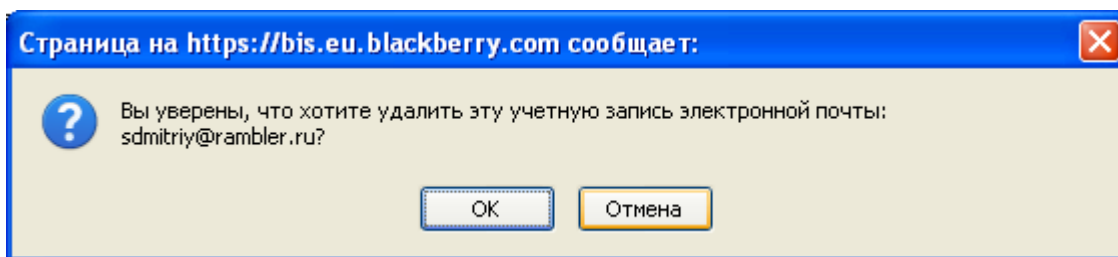 Страница на https://bis.eu.blackberry.com сообщает:
Вы уверены, что хотите удалить эту учетную запись электронной почты:
sdmitriy@rambler.ru?
OK
Отмена